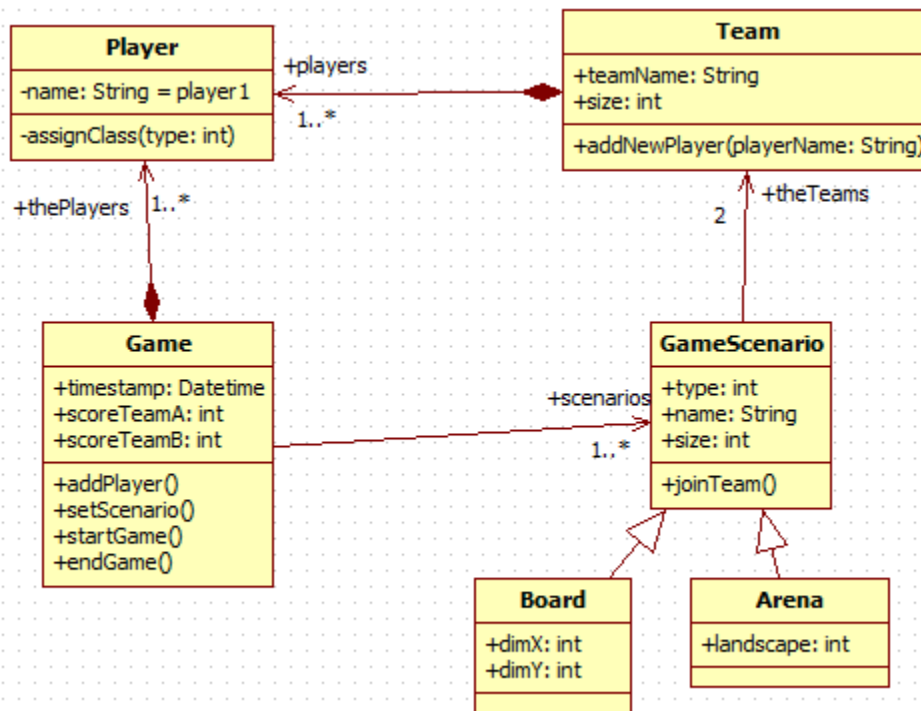 Player
-name: String = player1
-assignClass(type: int)
+players
1..*
Team
+teamName: String
+size: int
+addNewPlayer(playerName: String)
+thePlayers
1..*
+theTeams
2
Game
+timestamp: Datetime
+scoreTeamA: int
+scoreTeamB: int
+addPlayer()
+setScenario()
+startGame()
+endGame()
+scenarios
1..*
GameScenario
+type: int
+name: String
+size: int
+joinTeam()
Board
+dimX: int
+dimY: int
Arena
+landscape: int